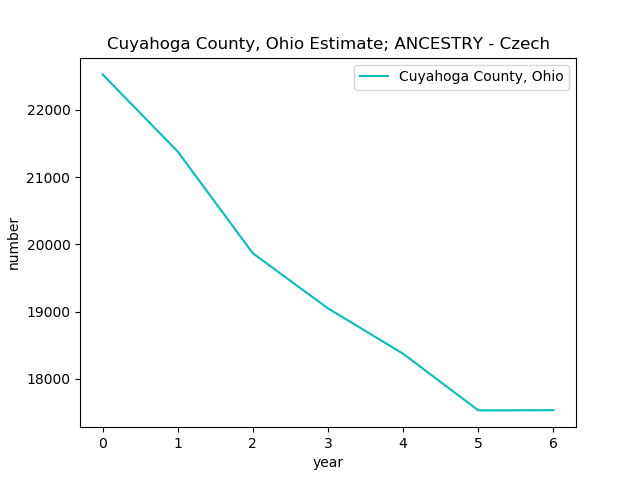 Cuyahoga County, Ohio Estimate; ANCESTRY - Czech
Cuyahoga County, Ohio
22000
21000
20000
19000
18000
number
0 1 2 3 4 5 6
year